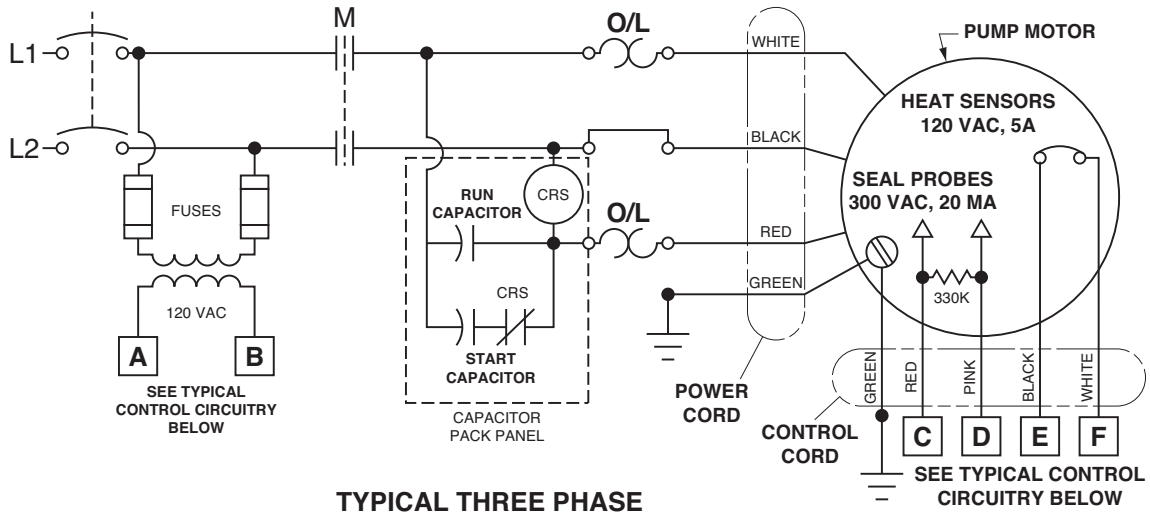 L1
L2
M
O/L
WHITE
PUMP MOTOR
HEAT SENSORS
120 VAC, 5A
BLACK
SEAL PROBES
300 VAC, 20 MA
FUSES
RUN
CAPACITOR
CRS
O/L
RED
GREEN
330K
120 VAC
CRS
START
CAPACITOR
A
B
SEE TYPICAL
CONTROL CIRCUITRY
BELOW
CAPACITOR
PACK PANEL
POWER
CORD
CONTROL
CORD
GREEN
RED
PINK
BLACK
WHITE
C
D
E
F
SEE TYPICAL CONTROL
CIRCUITRY BELOW
TYPICAL THREE PHASE